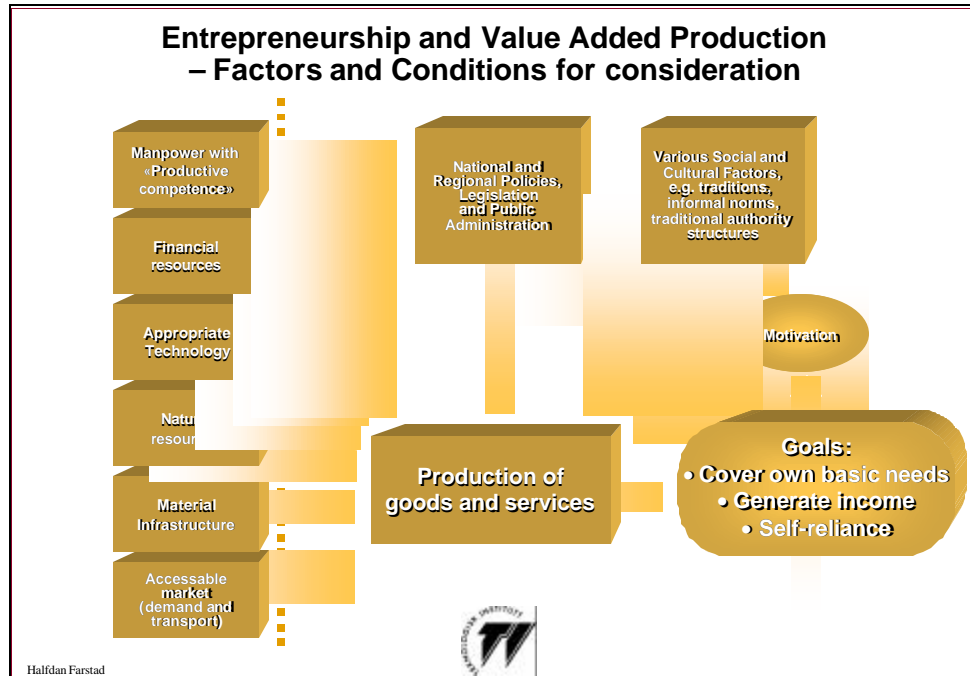 Entrepreneurship and Value Added Production
– Factors and Conditions for consideration
Manpower with
«Productive
competence»
Financial
resources
Appropriate
Technology
Material
Infrastructure
Accessable
market
(demand and
transport)
National and
Regional Policies,
Legislation
and Public
Administration
Various Social and
Cultural Factors,
e.g. traditions,
informal norms,
traditional authority
structures
Motivation
Production of
goods and services
Goals:
• Cover own basic needs
• Generate income
• Self-reliance
Halfdan Farstad